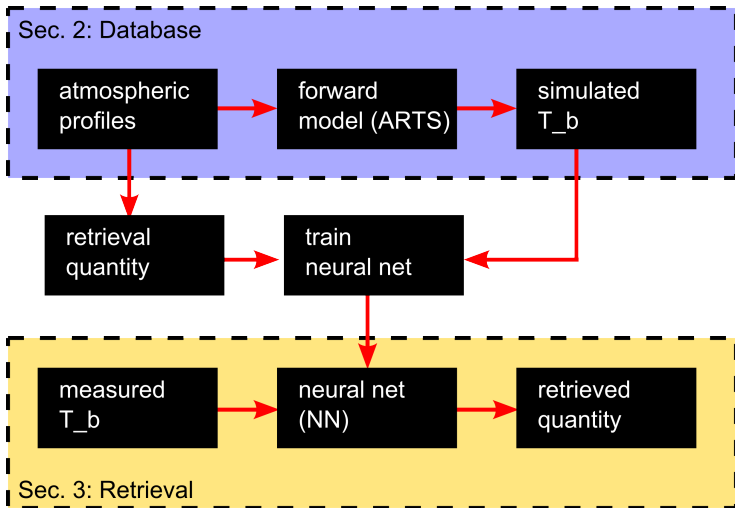 Sec. 2: Database
atmospheric
profiles
forward
model (ARTS)
simulated
T_b
retrieval
quantity
train
neural net
measured
T_b
neural net
(NN)
retrieved
quantity
Sec. 3: Retrieval